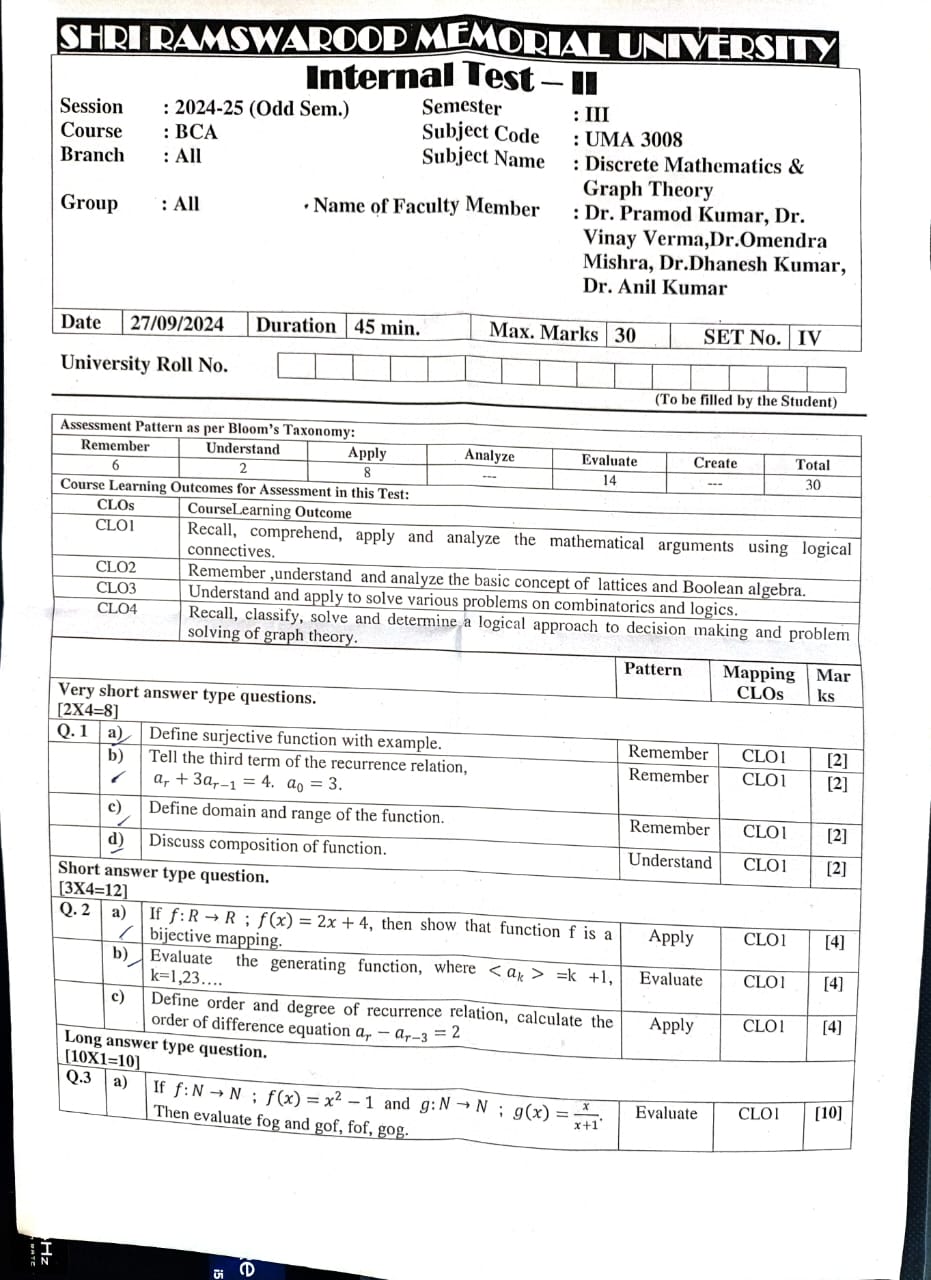 SHRI RAMSWAROOP MEMORIAL UNIVERSITY
Internal Test – II
Session : 2024-25 (Odd Sem.) Semester : III
Course : BCA Subject Code : UMA 3008
Branch : All Subject Name : Discrete Mathematics &
Graph Theory
Group : All Name of Faculty Member : Dr. Pramod Kumar, Dr.
Vinay Verma,Dr.Omendra
Mishra, Dr.Dhanesh Kumar,
Dr. Anil Kumar
Date 27/09/2024 Duration 45 min. Max. Marks 30 SET No. IV
University Roll No.
(To be filled by the Student)
Assessment Pattern as per Bloom's Taxonomy:
Remember Understand Apply Analyze Evaluate Create Total
6 2 8 --- 14 --- 30
Course Learning Outcomes for Assessment in this Test:
CLOs CourseLearning Outcome
CLO1 Recall, comprehend, apply and analyze the mathematical arguments using logical
connectives.
CLO2 Remember ,understand and analyze the basic concept of lattices and Boolean algebra.
CLO3 Understand and apply to solve various problems on combinatorics and logics.
CLO4 Recall, classify, solve and determine a logical approach to decision making and problem
solving of graph theory.
Pattern Mapping Mar
CLOs ks
Very short answer type questions.
[2X4=8]
Q. 1 a) Define surjective function with example. Remember CLO1 [2]
b) Tell the third term of the recurrence relation, Remember CLO1 [2]
aᵣ + 3aᵣ₋₁ = 4. a₀ = 3.
c) Define domain and range of the function. Remember CLO1 [2]
d) Discuss composition of function. Understand CLO1 [2]
Short answer type question.
[3X4=12]
Q. 2 a) If f: R → R ; f(x) = 2x + 4, then show that function f is a Apply CLO1 [4]
bijective mapping.
b) Evaluate the generating function, where < aₖ > =k +1, Evaluate CLO1 [4]
k=1,23....
c) Define order and degree of recurrence relation, calculate the Apply CLO1 [4]
order of difference equation aᵣ − aᵣ₋₃ = 2
Long answer type question.
[10X1=10]
Q.3 a) If f: N → N ; f(x) = x² − 1 and g: N → N ; g(x) = x/x+1. Evaluate CLO1 [10]
Then evaluate fog and gof, fof, gog.
Hz
i5